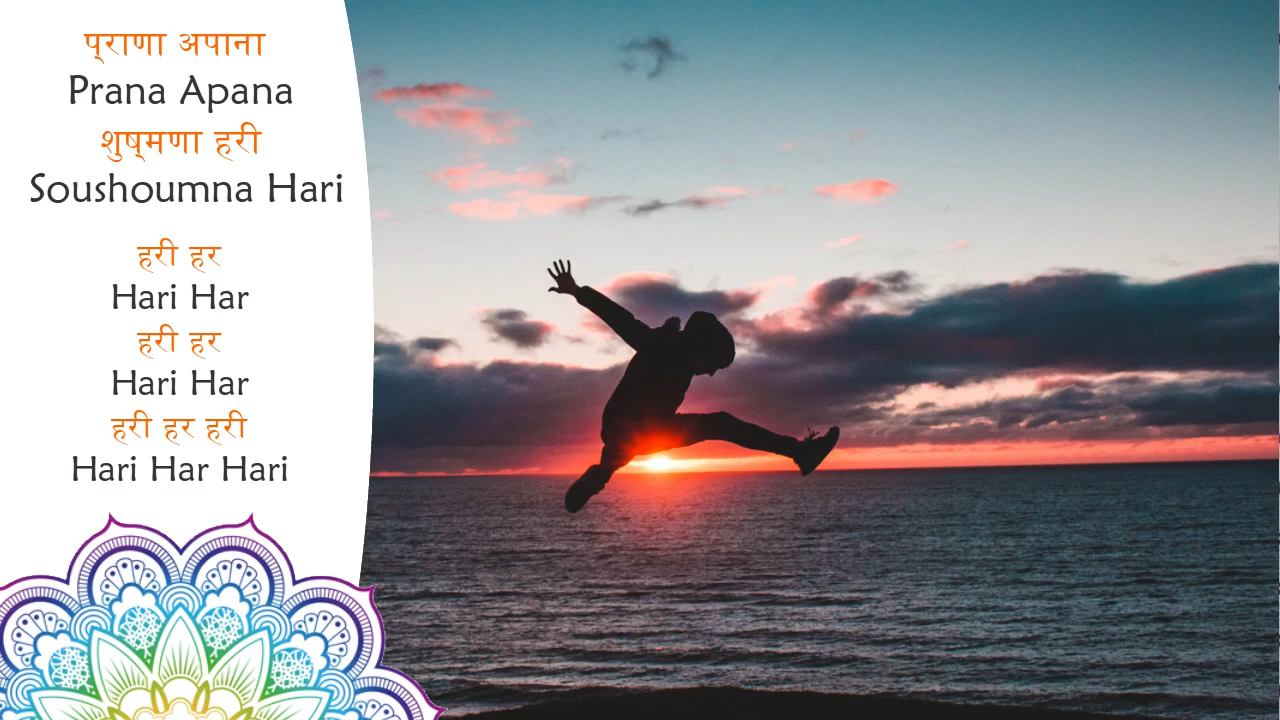 प्राणा अपाना
Prana Apana
शुष्मणा हरी
Soushoumna Hari
हरी हर
Hari Har
हरी हर
Hari Har
हरी हर हरी
Hari Har Hari